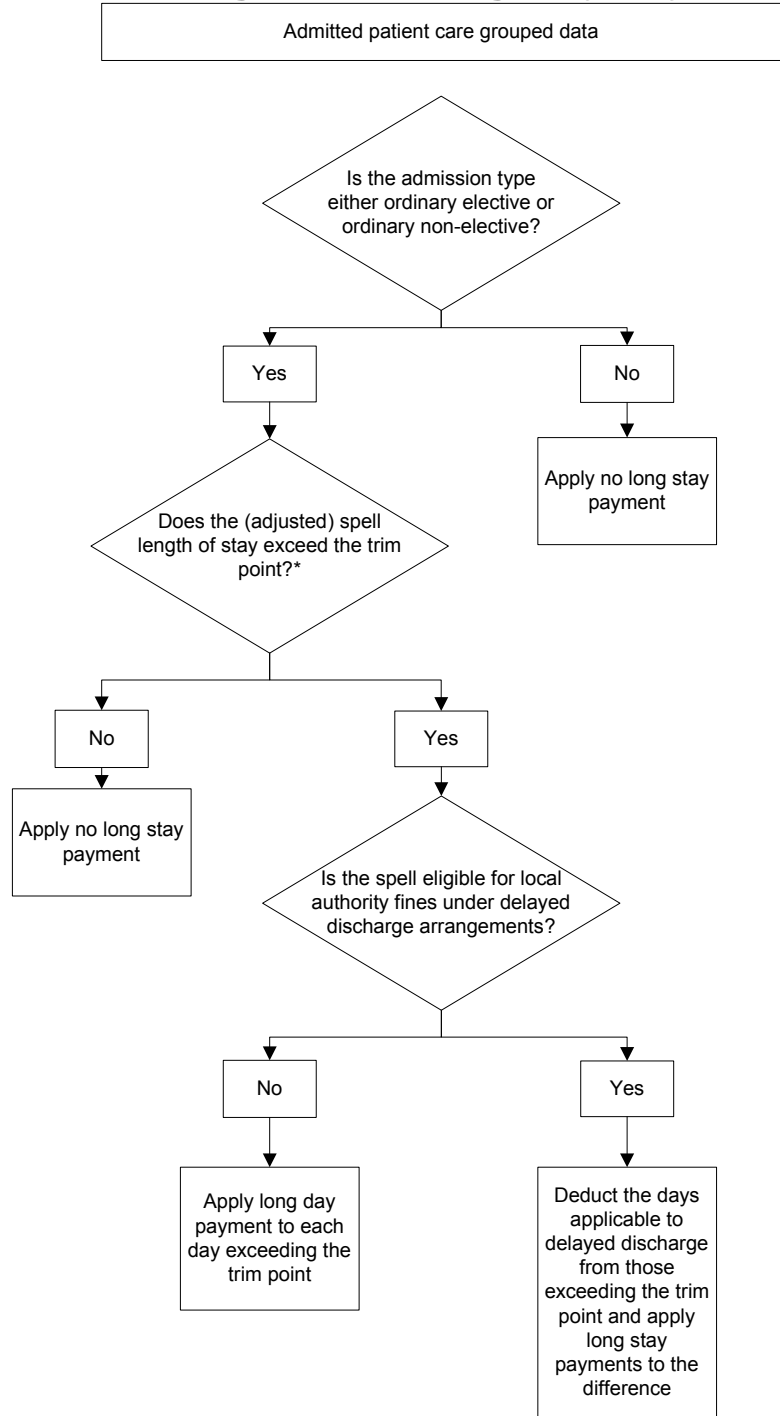 Admitted patient care grouped data
Is the admission type
either ordinary elective or
ordinary non-elective?
Yes
No
Apply no long stay
payment
Does the (adjusted) spell
length of stay exceed the trim
point?*
No
Yes
Apply no long stay
payment
Is the spell eligible for local
authority fines under delayed
discharge arrangements?
No
Yes
Apply long day
payment to each
day exceeding the
trim point
Deduct the days
applicable to
delayed discharge
from those
exceeding the trim
point and apply
long stay
payments to the
difference